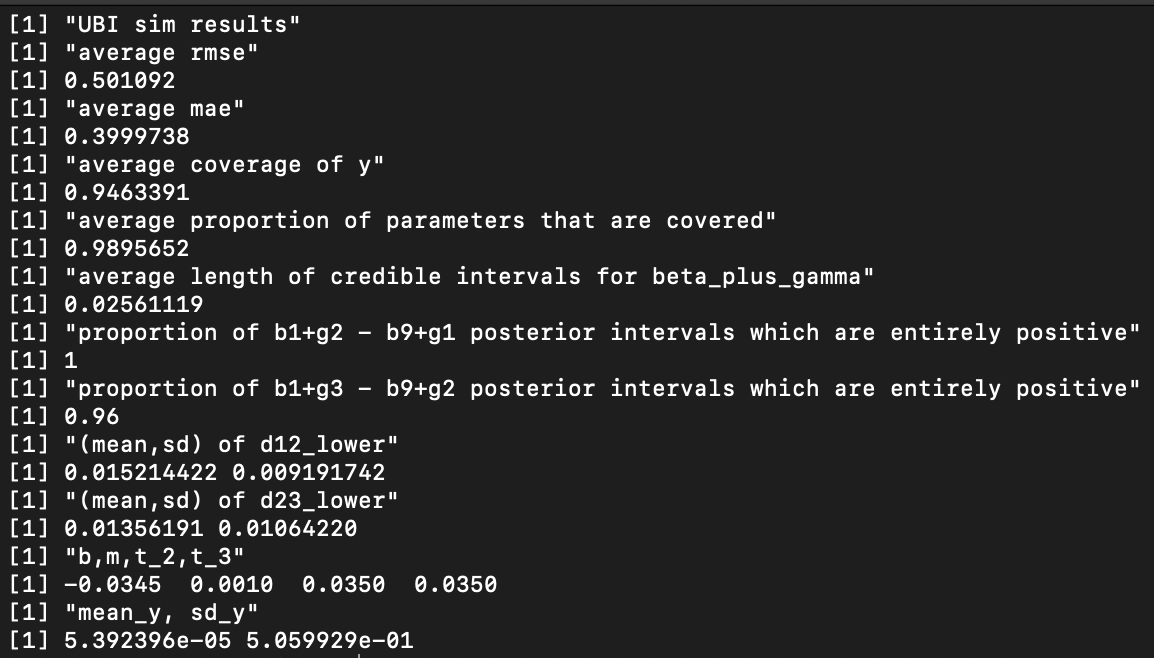 [1] "UBI sim results"
[1] "average rmse"
[1] 0.501092
[1] "average mae"
[1] 0.3999738
[1] "average coverage of y"
[1] 0.9463391
[1] "average proportion of parameters that are covered"
[1] 0.9895652
[1] "average length of credible intervals for beta_plus_gamma"
[1] 0.02561119
[1] "proportion of b1+g2 - b9+g1 posterior intervals which are entirely positive"
[1] 1
[1] "proportion of b1+g3 - b9+g2 posterior intervals which are entirely positive"
[1] 0.96
[1] "(mean,sd) of d12_lower"
[1] 0.015214422 0.009191742
[1] "(mean,sd) of d23_lower"
[1] 0.01356191 0.01064220
[1] "b,m,t_2,t_3"
[1] -0.0345  0.0010  0.0350  0.0350
[1] "mean_y, sd_y"
[1] 5.392396e-05 5.059929e-01